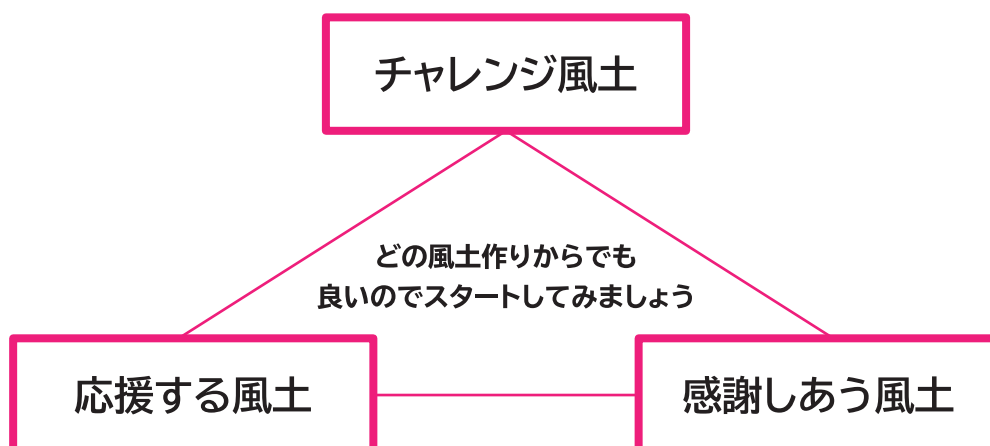 チャレンジ風土
どの風土作りからでも
良いのでスタートしてみましょう
応援する風土
感謝しあう風土